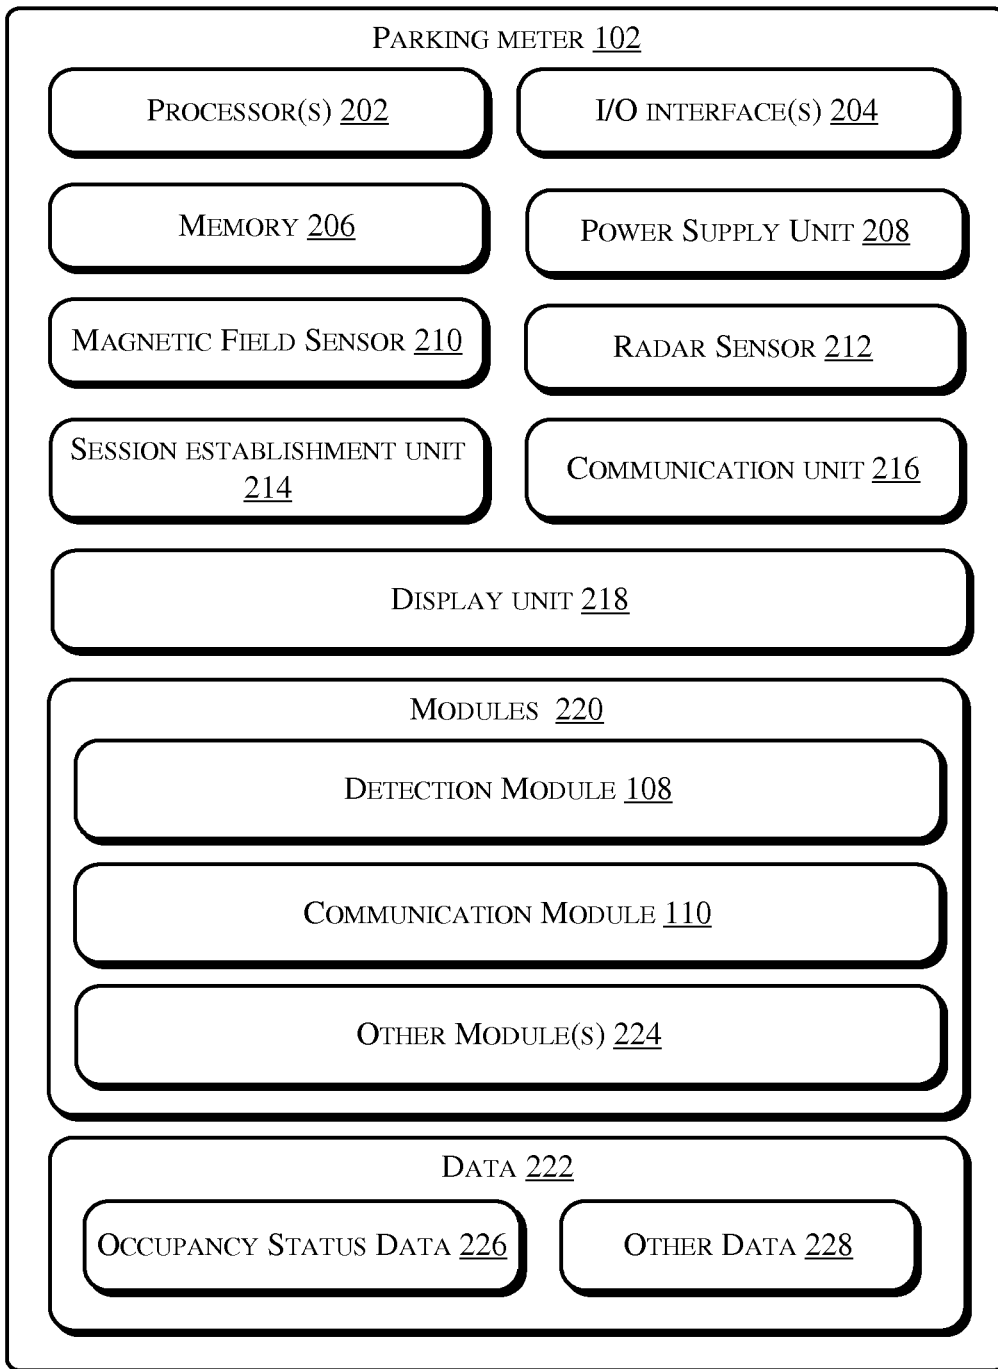 Parking meter 102
Processor(s) 202
I/O interface(s) 204
Memory 206
Power Supply Unit 208
Magnetic Field Sensor 210
Radar Sensor 212
Session establishment unit
214
Communication unit 216
Display unit 218
Modules 220
Detection Module 108
Communication Module 110
Other Module(s) 224
Data 222
Occupancy Status Data 226
Other Data 228